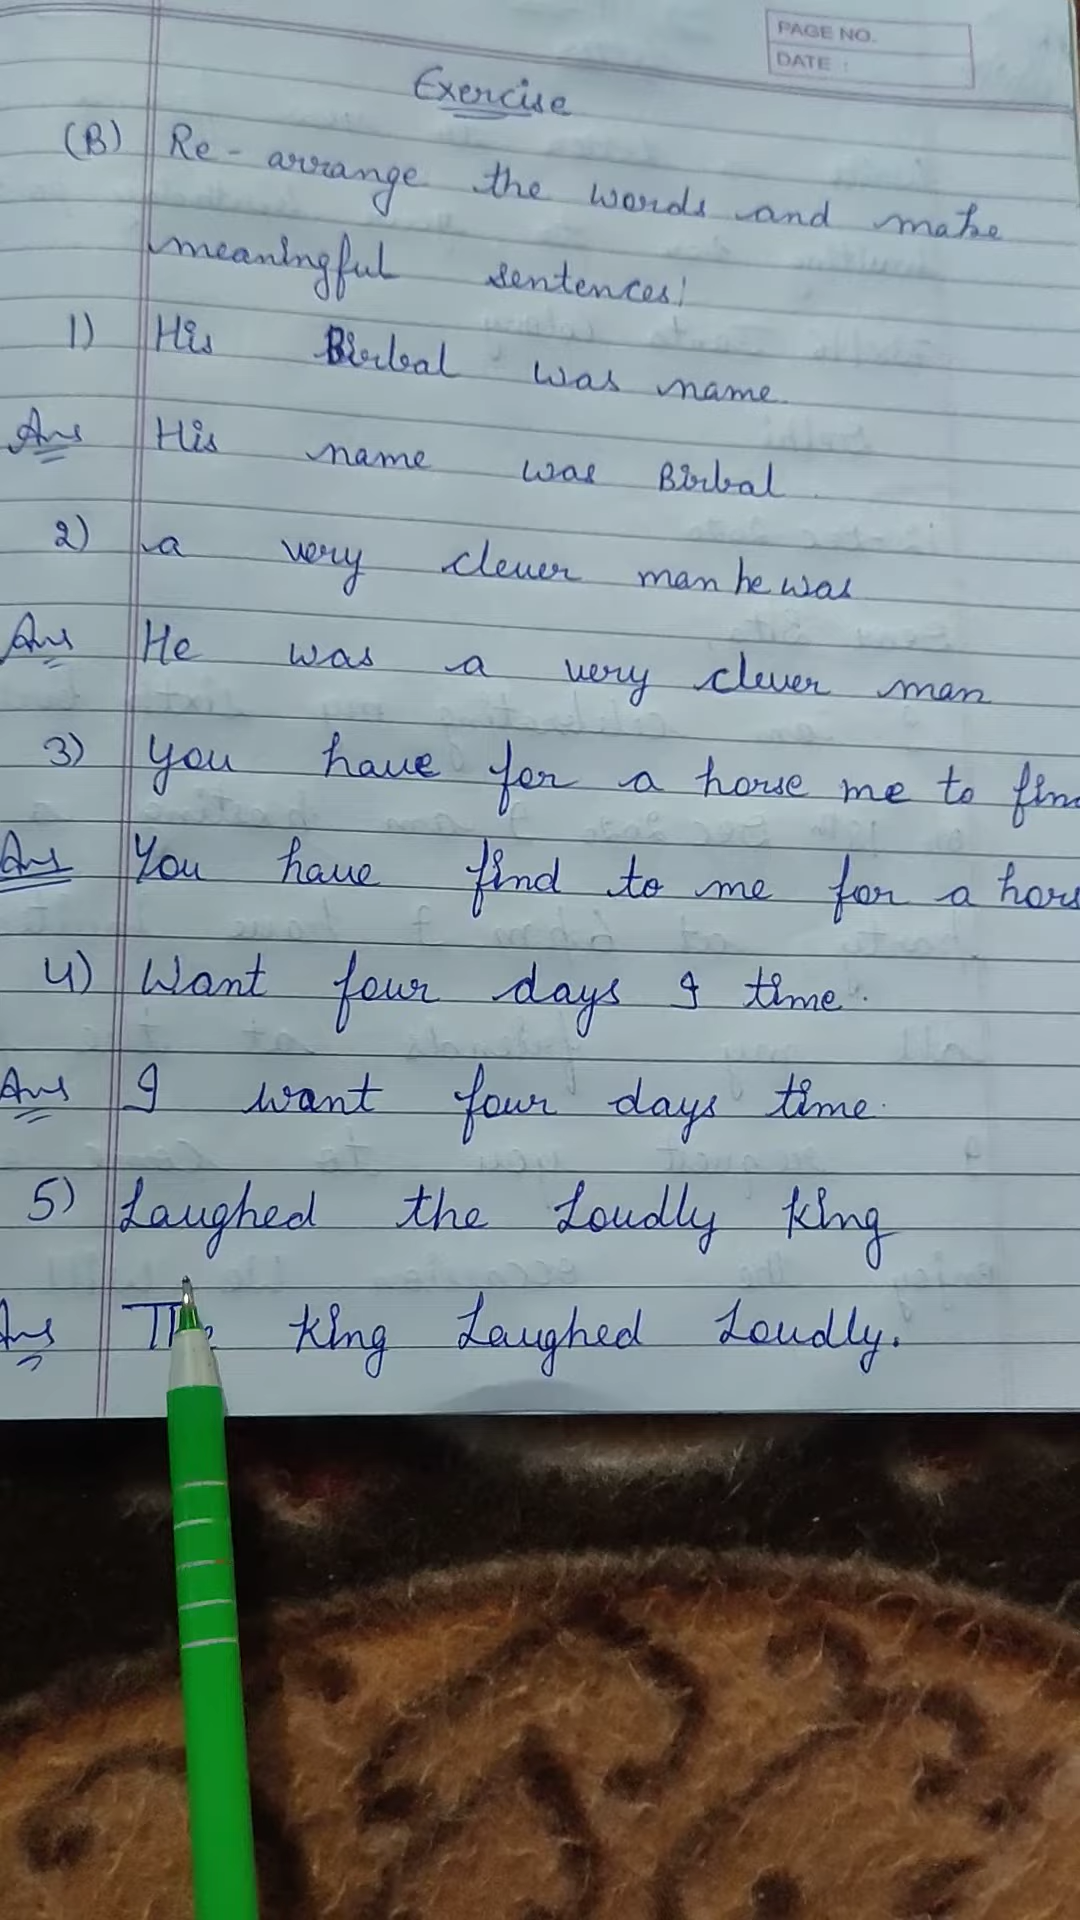 PAGE NO.
DATE :
Exercise
(B) Re-arrange the words and make
meaningful sentences!
1) His Birbal was name.
Ans His name was Birbal.
2) a very clever man he was
Ans He was a very clever man
3) you have for a horse me to
Ans You have find to me for a
4) Want four days I time.
Ans I want four days time.
5) Laughed the Loudly king
Ans The king Laughed Loudly.